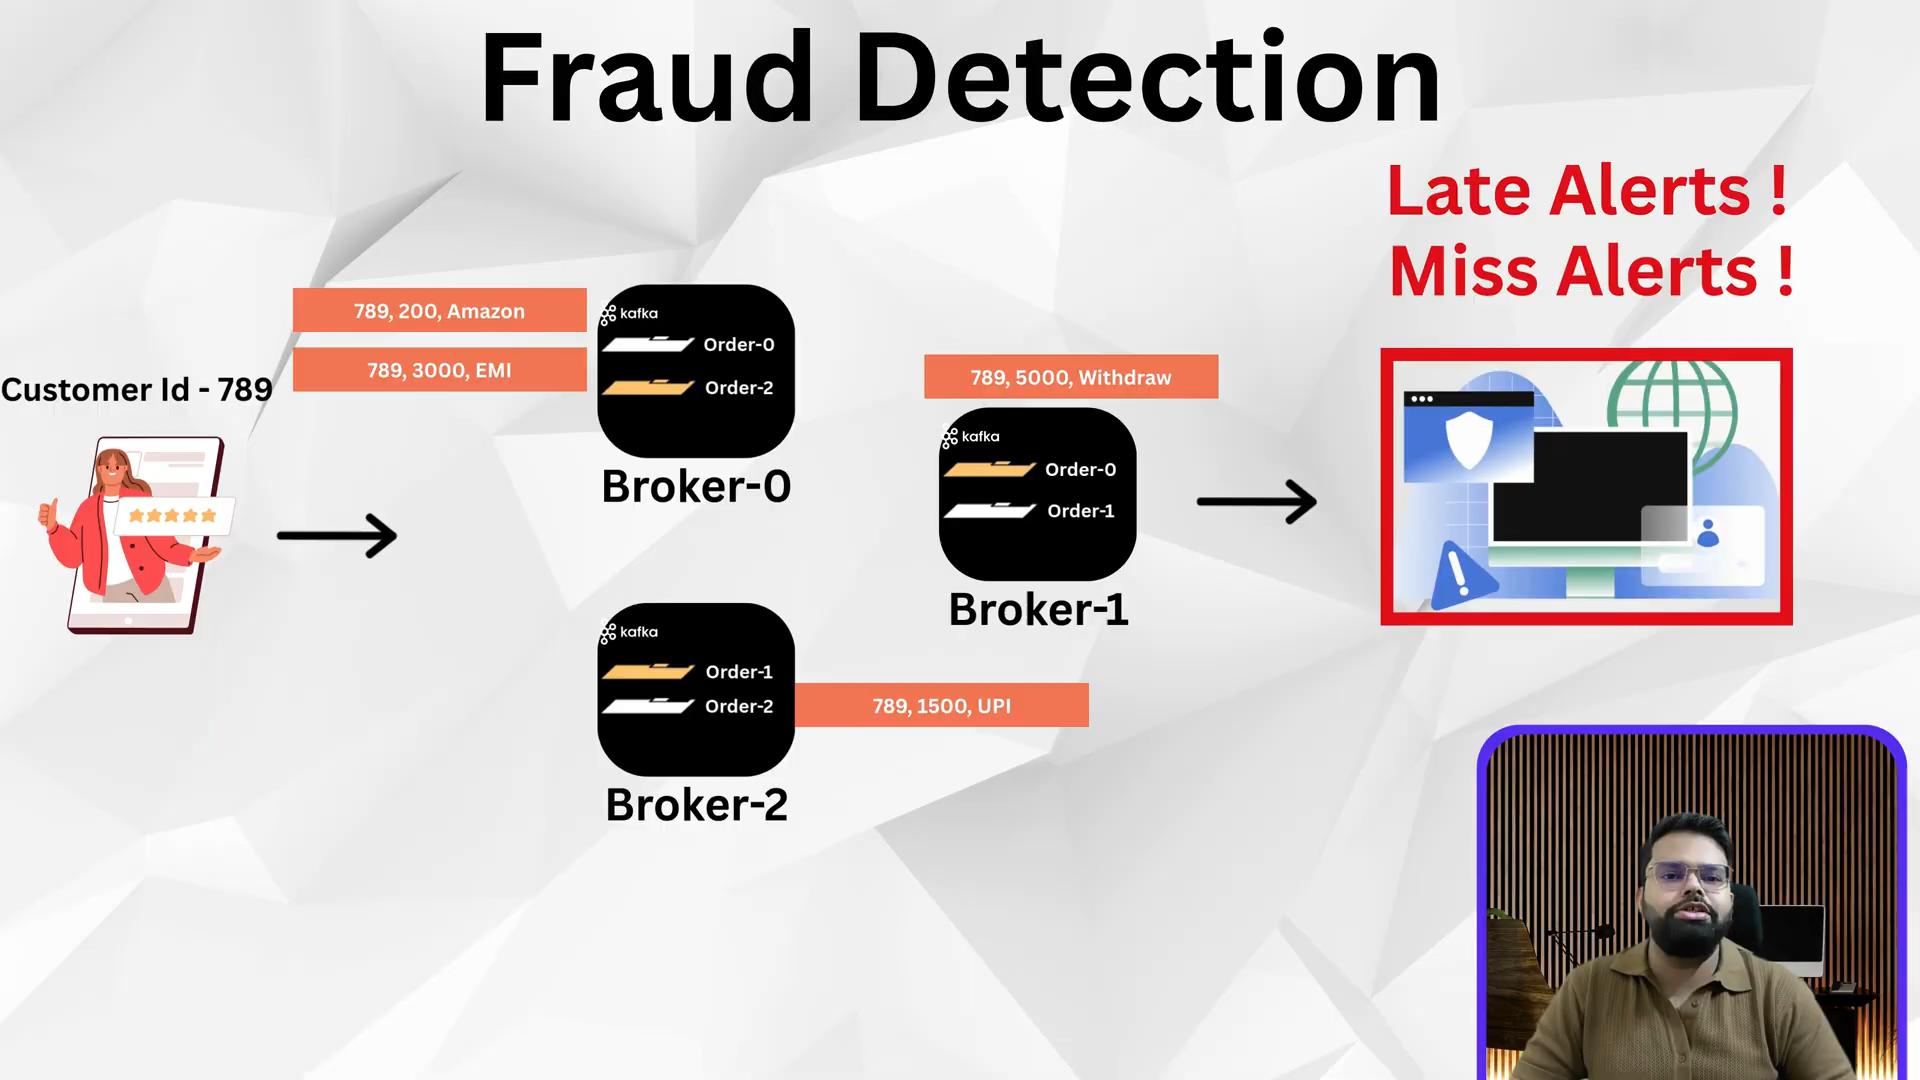 Fraud Detection
Late Alerts !
Miss Alerts !
789, 200, Amazon
789, 3000, EMI
Customer Id - 789
kafka
Order-0
Order-2
Broker-0
789, 5000, Withdraw
kafka
Order-0
Order-1
Broker-1
kafka
Order-1
Order-2
789, 1500, UPI
Broker-2